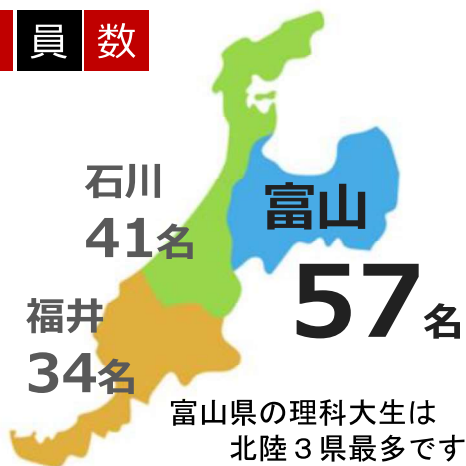 員数
石川
41名
富山
57名
福井
34名
富山県の理科大生は
北陸３県最多です